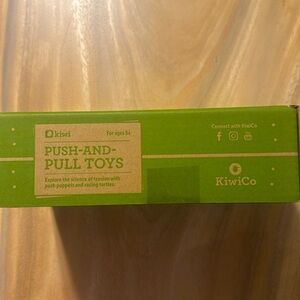 kiwi
For ages 5+
PUSH-AND-
PULL TOYS
Explore the science of tension with
push puppets and racing turtles.
Connect with KiwiCo
KiwiCo